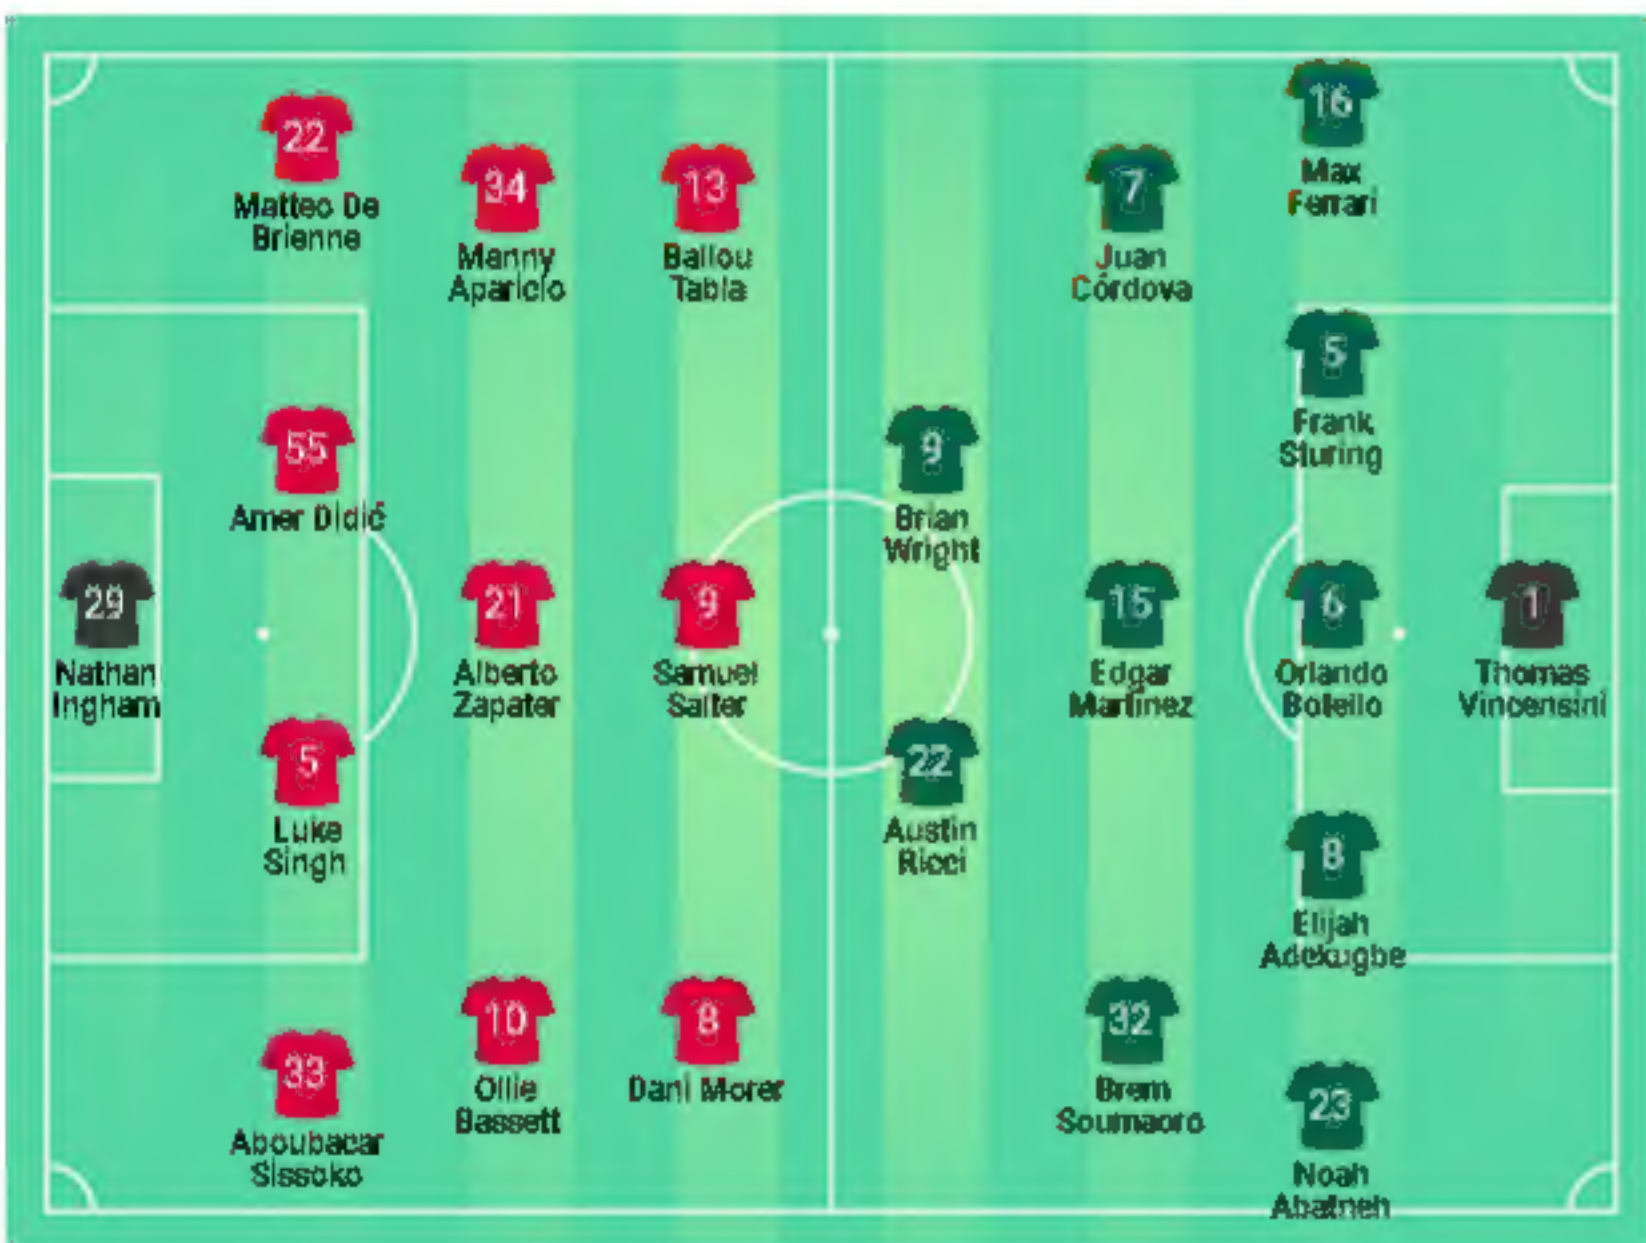 22
Matteo De
Brienne
55
Amer Didić
29
Nathan
Ingham
5
Luke
Singh
33
Aboubacar
Sissoko
34
Manny
Aparicio
21
Alberto
Zapater
10
Ollie
Bassett
13
Ballou
Tabla
9
Samuel
Salter
8
Dani Morer
9
Brian
Wright
22
Austin
Ricci
7
Juan
Córdova
15
Edgar
Martínez
32
Brem
Soumaoro
16
Max
Ferrari
5
Frank
Sturing
6
Orlando
Botello
8
Elijah
Adekugbe
23
Noah
Abatneh
1
Thomas
Vincensini